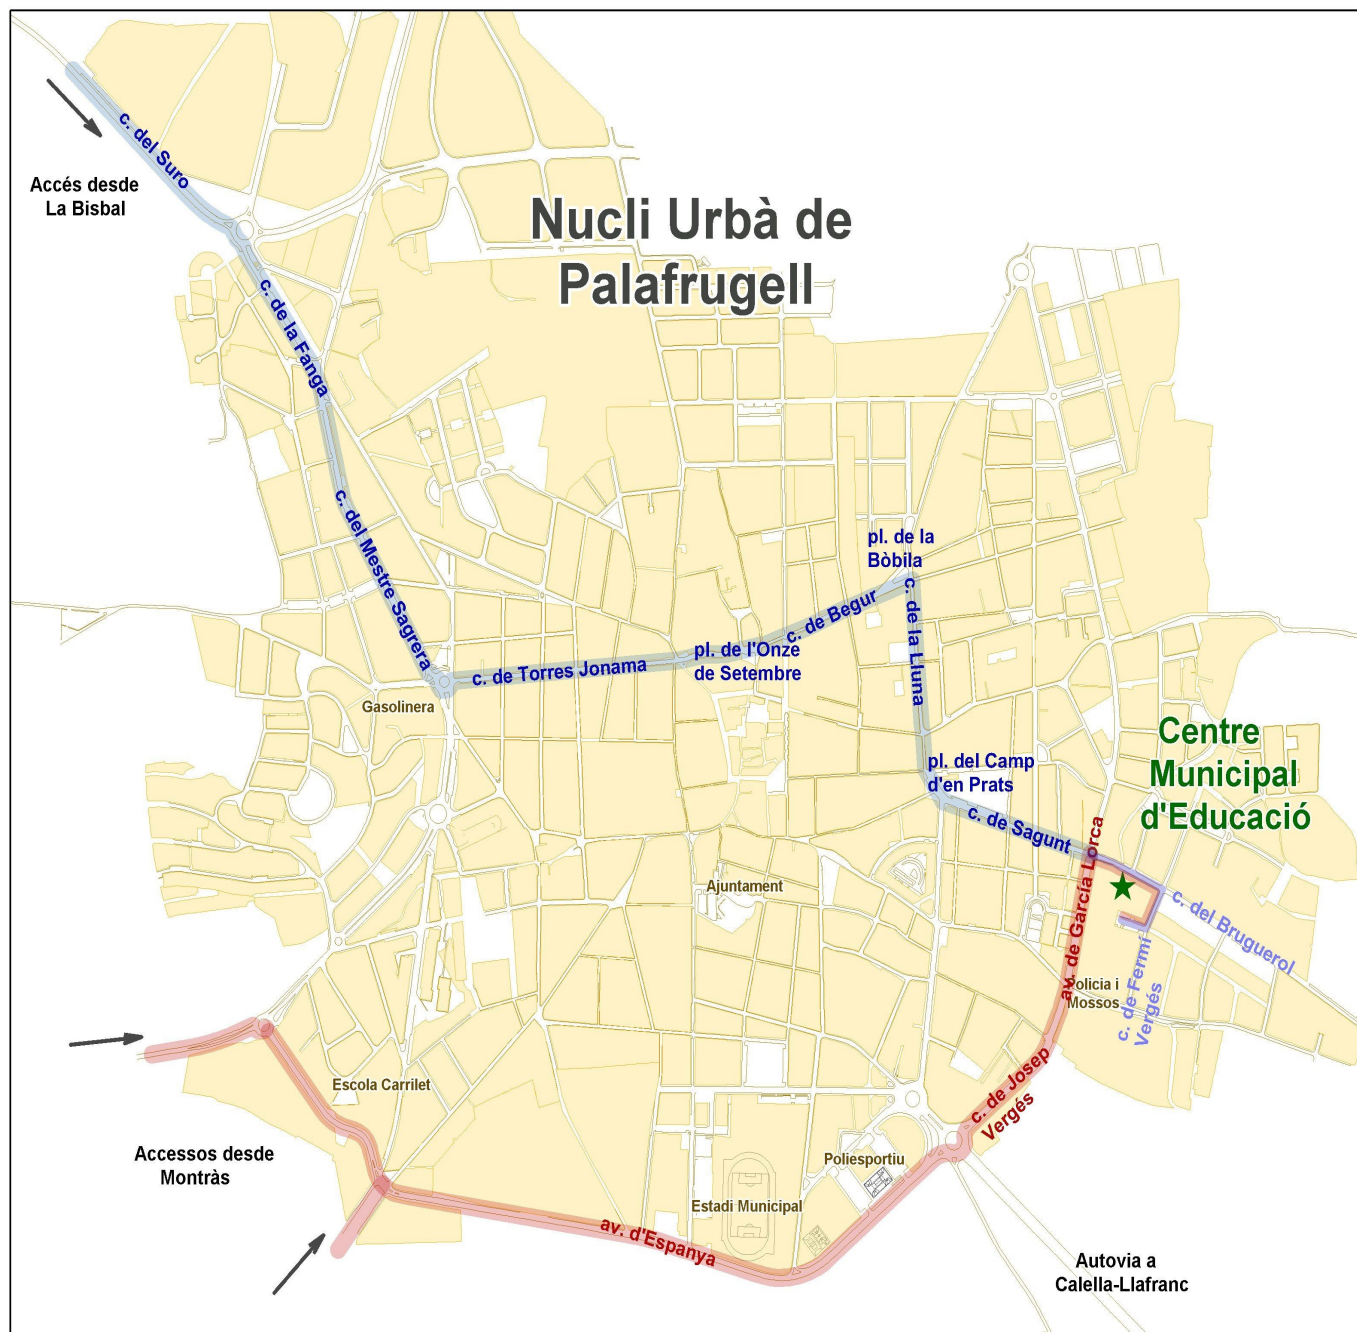 c. del Suro
Accés desde
La Bisbal
Nucli Urbà de
Palafrugell
c. de la Fanga
c. del Mestre Sagrera
pl. de la
Bòbila
c. de Begur
c. de la Lluna
c. de Torres Jonama
pl. de l'Onze
de Setembre
Gasolinera
Centre
Municipal
d'Educació
pl. del Camp
d'en Prats
c. de Sagunt
av. de García Lorca
Ajuntament
c. del Bruguerol
c. de Fermí
Vergés
Policia i
Mossos
Escola Carrilet
c. de Josep
Vergés
Accessos desde
Montràs
Poliesportiu
Estadi Municipal
av. d'Espanya
Autovia a
Calella-Llafranc